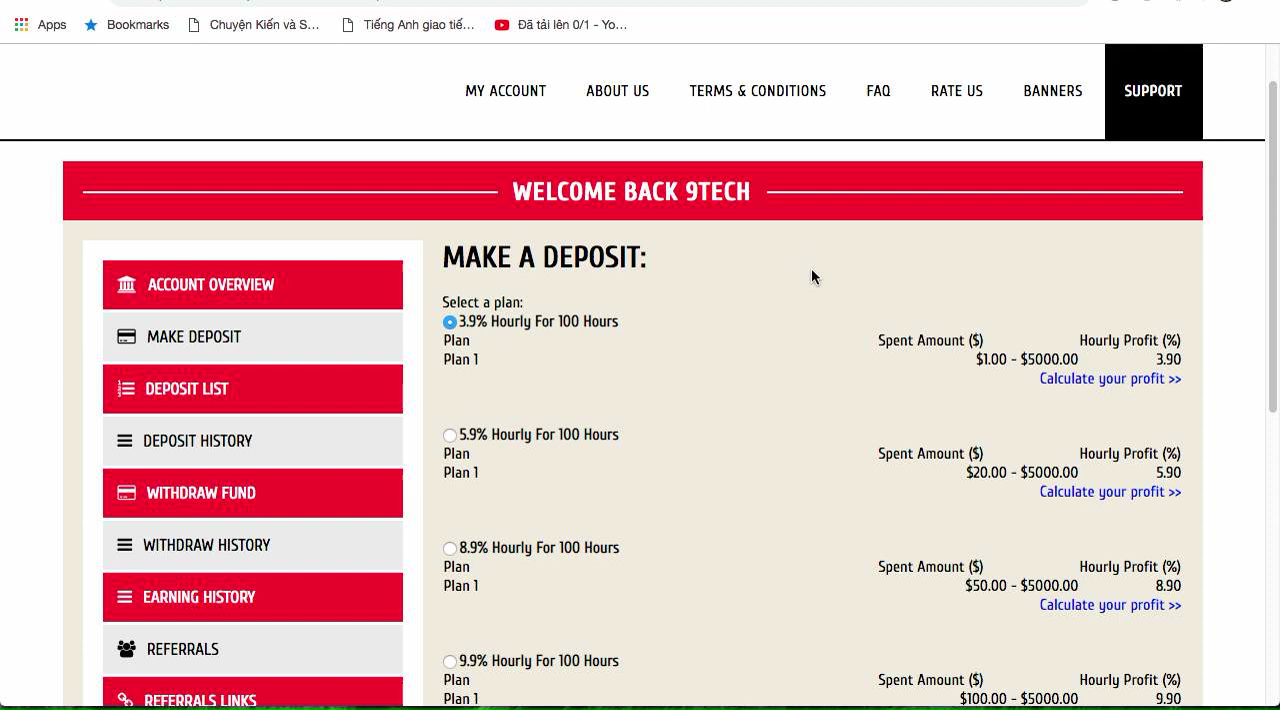 Apps Bookmarks Chuyện Kiến và S... Tiếng Anh giao tiế... Đã tải lên 0/1 - Yo...
MY ACCOUNT ABOUT US TERMS & CONDITIONS FAQ RATE US BANNERS SUPPORT
WELCOME BACK 9TECH
ACCOUNT OVERVIEW
MAKE DEPOSIT
DEPOSIT LIST
DEPOSIT HISTORY
WITHDRAW FUND
WITHDRAW HISTORY
EARNING HISTORY
REFERRALS
REFERRALS LINKS
MAKE A DEPOSIT:
Select a plan:
3.9% Hourly For 100 Hours
Plan Spent Amount ($) Hourly Profit (%)
Plan 1 $1.00 - $5000.00 3.90
Calculate your profit >>
5.9% Hourly For 100 Hours
Plan Spent Amount ($) Hourly Profit (%)
Plan 1 $20.00 - $5000.00 5.90
Calculate your profit >>
8.9% Hourly For 100 Hours
Plan Spent Amount ($) Hourly Profit (%)
Plan 1 $50.00 - $5000.00 8.90
Calculate your profit >>
9.9% Hourly For 100 Hours
Plan Spent Amount ($) Hourly Profit (%)
Plan 1 $100.00 - $5000.00 9.90